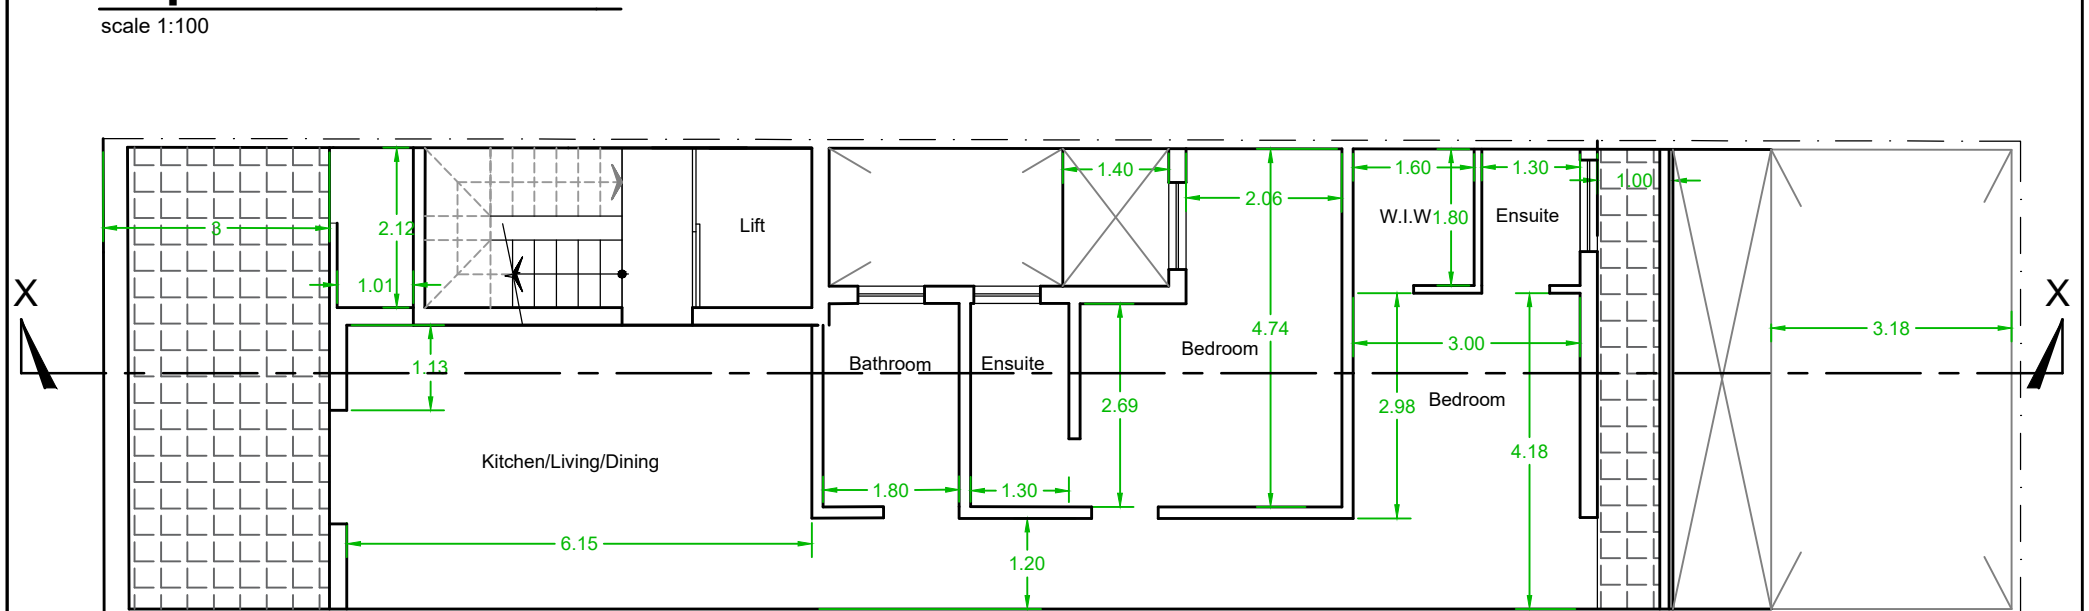 scale 1:100
1.40
1.60
1.30
1.00
2.06
W.I.W
1.80
Ensuite
3
2.12
Lift
1.01
X
X
4.74
3.18
3.00
Bedroom
1.13
Bathroom
Ensuite
2.69
2.98
Bedroom
4.18
Kitchen/Living/Dining
1.80
1.30
6.15
1.20